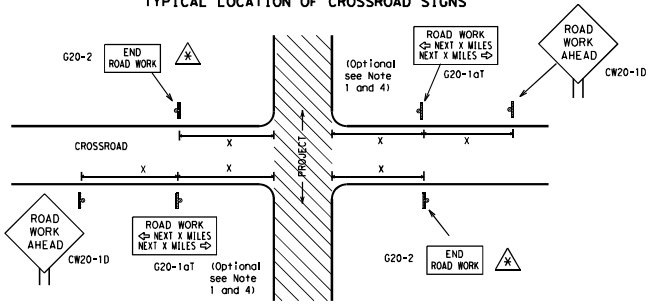 TYPICAL LOCATION OF CROSSROAD SIGNS
G20-2
END
ROAD WORK
(Optional
see Note
1 and 4)
ROAD WORK
⇦ NEXT X MILES
NEXT X MILES ⇨
G20-1aT
ROAD
WORK
AHEAD
CW20-1D
X
X
X
CROSSROAD
PROJECT
X
X
X
ROAD
WORK
AHEAD
CW20-1D
ROAD WORK
⇦ NEXT X MILES
NEXT X MILES ⇨
G20-1aT
(Optional
see Note
1 and 4)
G20-2
END
ROAD WORK